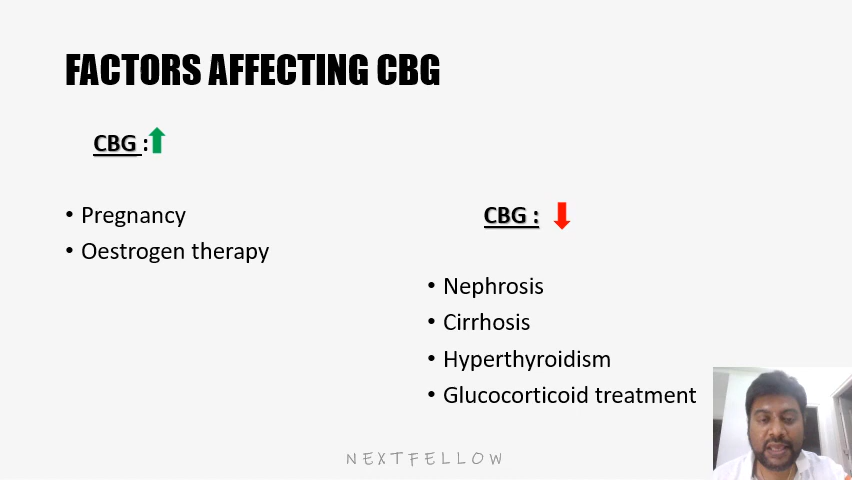 FACTORS AFFECTING CBG
CBG :
• Pregnancy
• Oestrogen therapy
CBG :
• Nephrosis
• Cirrhosis
• Hyperthyroidism
• Glucocorticoid treatment
NEXTFELLOW